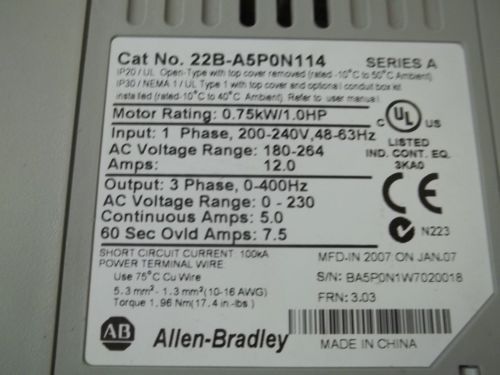 Cat No. 22B-A5P0N114 SERIES A
IP20 / UL Open-Type with top cover removed (rated -10°C to 50°C Ambient)
IP30 / NEMA 1 / UL Type 1 with top cover and optional conduit box kit
installed (rated -10°C to 40°C Ambient). Refer to user manual.
Motor Rating: 0.75kW/1.0HP
Input: 1 Phase, 200-240V,48-63Hz
AC Voltage Range: 180-264
Amps: 12.0
C UL US
LISTED
IND. CONT. EQ.
3KA0
Output: 3 Phase, 0-400Hz
AC Voltage Range: 0 - 230
Continuous Amps: 5.0
60 Sec Ovld Amps: 7.5
CE
N223
SHORT CIRCUIT CURRENT: 100kA
POWER TERMINAL WIRE:
Use 75°C Cu Wire
5.3 mm² - 1.3 mm² (10-16 AWG)
Torque 1.96 Nm(17.4 in.-lbs )
MFD-IN 2007 ON JAN.07
S/N: BA5P0N1W7020018
FRN: 3.03
AB Allen-Bradley
MADE IN CHINA